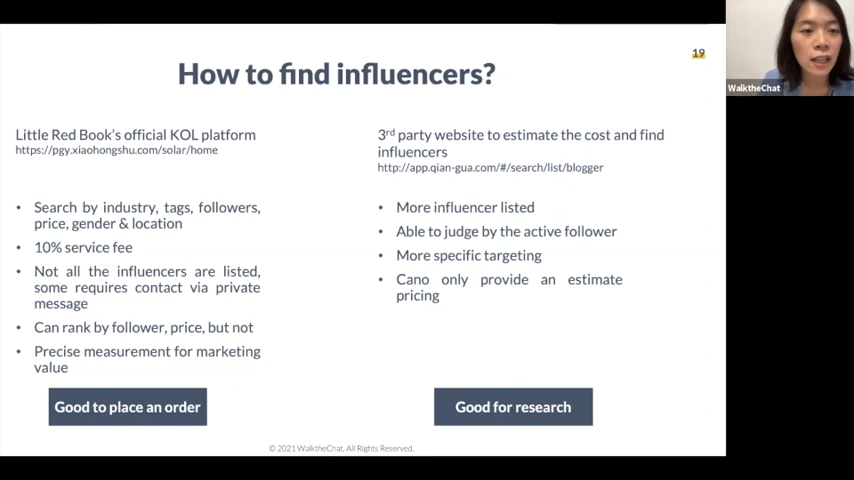 19
How to find influencers?
Little Red Book's official KOL platform
https://pgy.xiaohongshu.com/solar/home
• Search by industry, tags, followers,
price, gender & location
• 10% service fee
• Not all the influencers are listed,
some requires contact via private
message
• Can rank by follower, price, but not
• Precise measurement for marketing
value
Good to place an order
3rd party website to estimate the cost and find
influencers
http://app.qian-gua.com/#/search/list/blogger
• More influencer listed
• Able to judge by the active follower
• More specific targeting
• Cano only provide an estimate
pricing
Good for research
© 2021 WalktheChat. All Rights Reserved.
WalktheChat